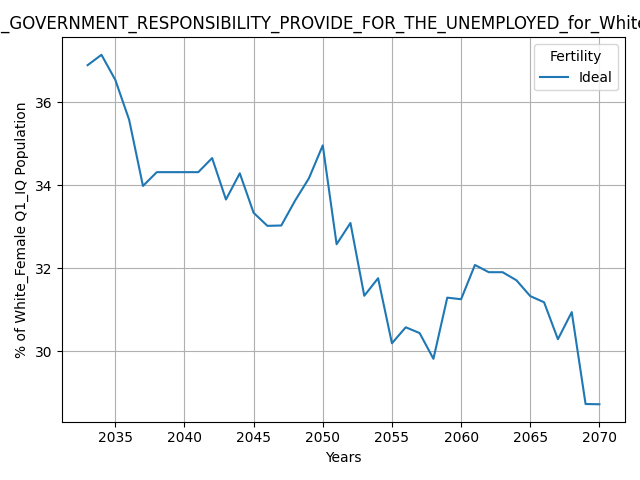 _GOVERNMENT_RESPONSIBILITY_PROVIDE_FOR_THE_UNEMPLOYED_for_White
Fertility
Ideal
% of White_Female Q1_IQ Population
36
34
32
30
2035 2040 2045 2050 2055 2060 2065 2070
Years